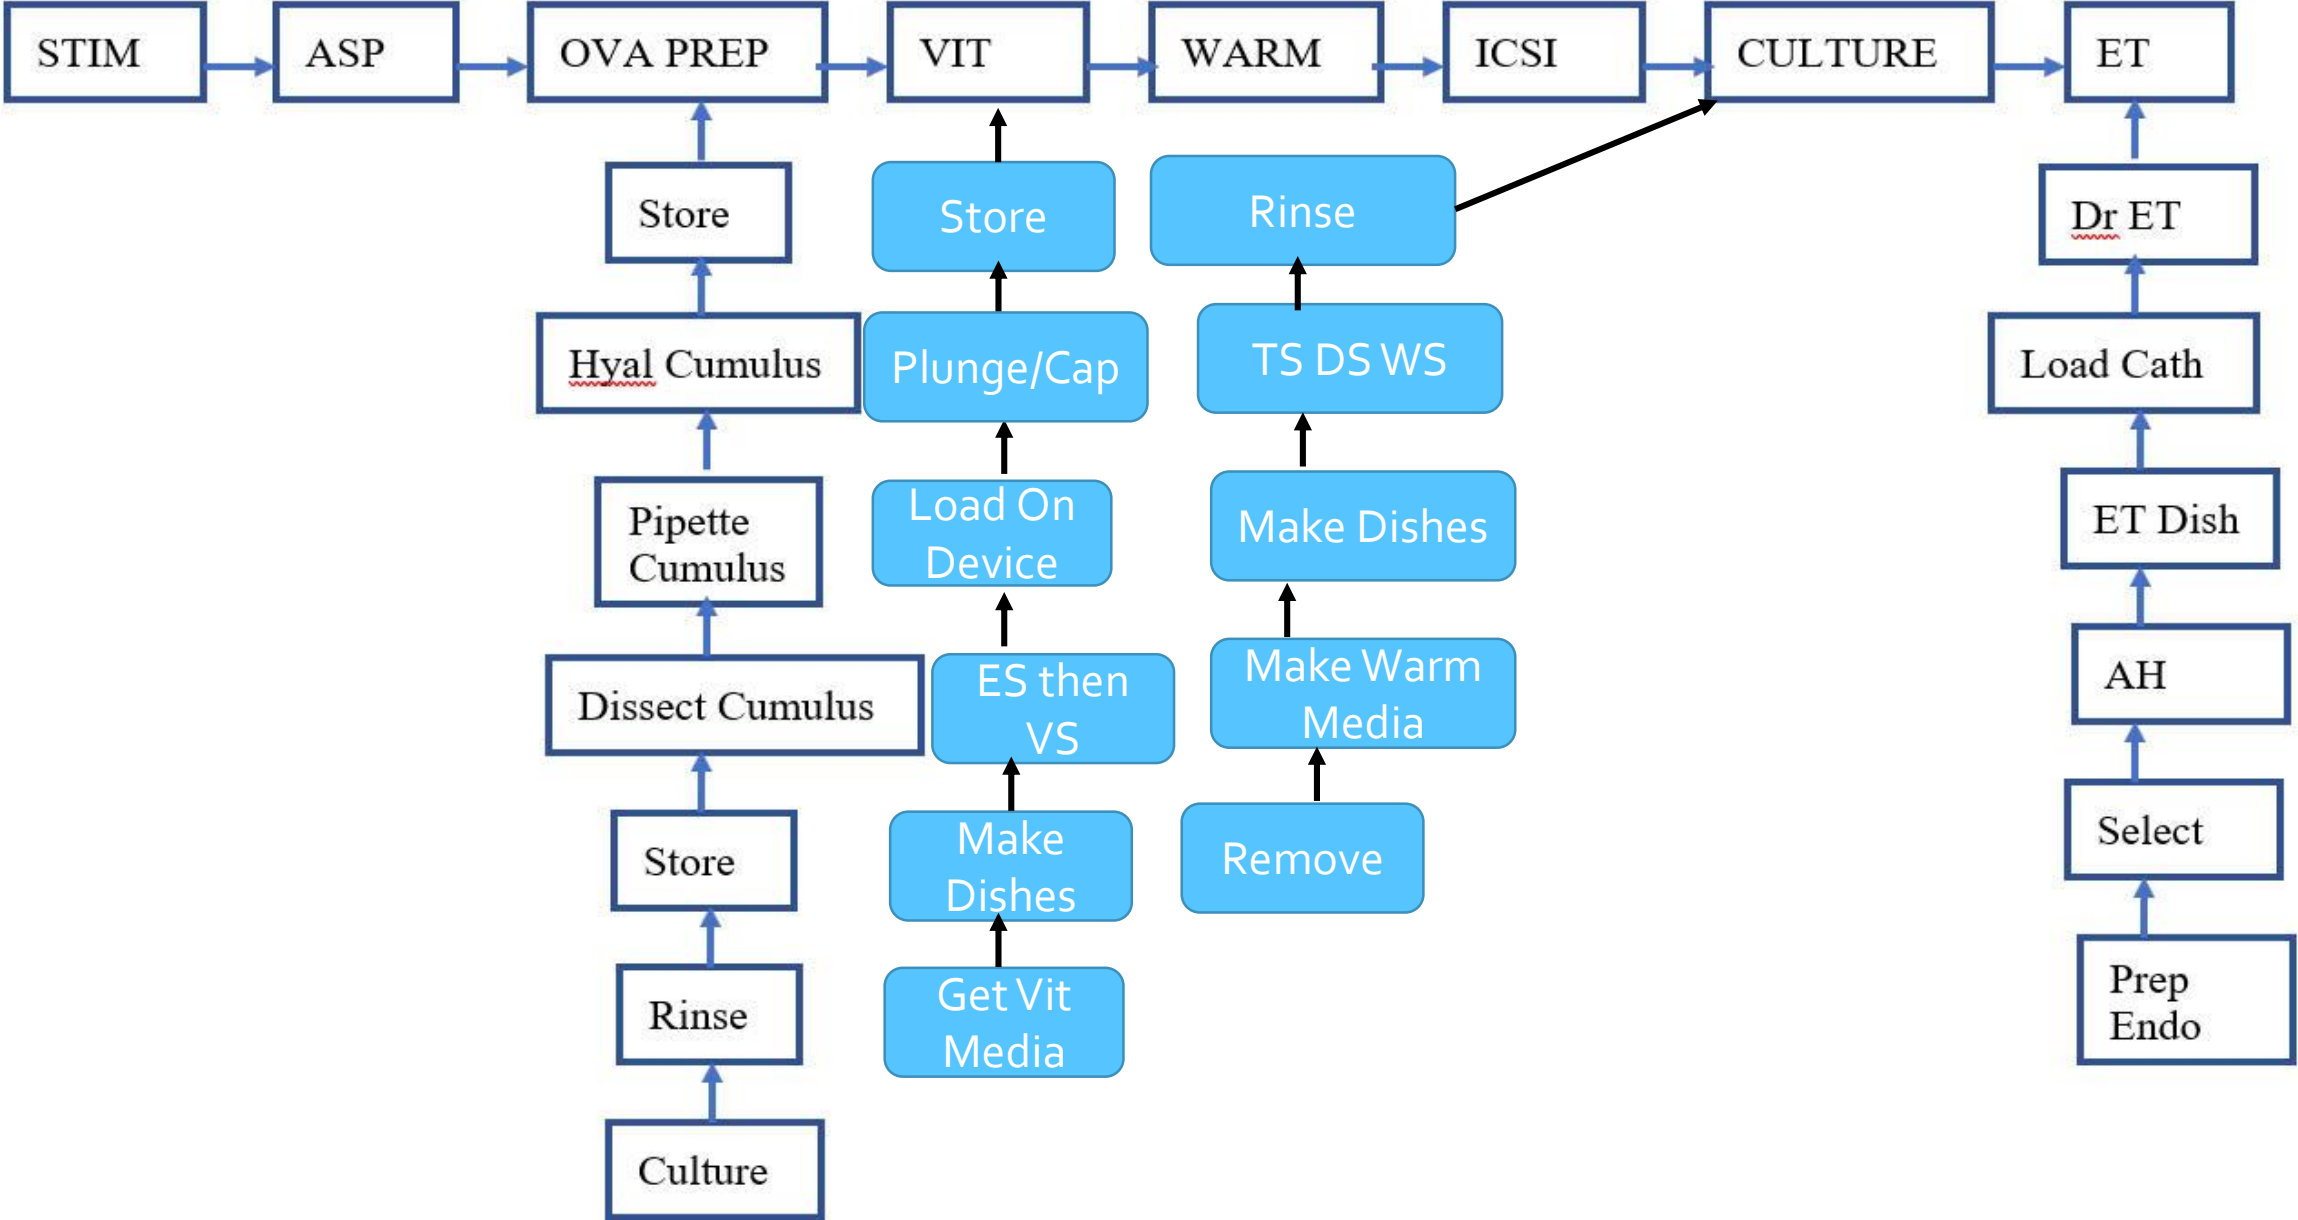 STIM
ASP
OVA PREP
VIT
WARM
ICSI
CULTURE
ET
Store
Hyal Cumulus
Pipette
Cumulus
Dissect Cumulus
Store
Rinse
Culture
Store
Plunge/Cap
Load On
Device
ES then
VS
Make
Dishes
Get Vit
Media
Rinse
TS DS WS
Make Dishes
Make Warm
Media
Remove
Dr ET
Load Cath
ET Dish
AH
Select
Prep
Endo